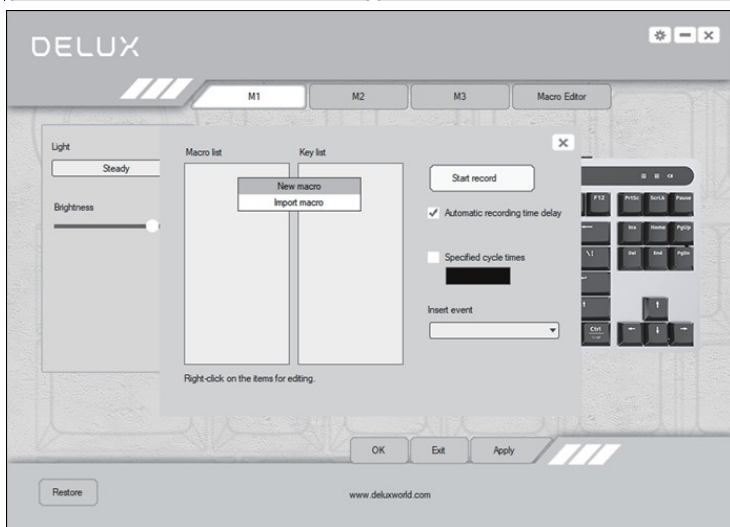 DELUX
M1
M2
M3
Macro Editor
Light
Steady
Brightness
Macro list
Key list
New macro
Import macro
Start record
Automatic recording time delay
Specified cycle times
Insert event
Right-click on the items for editing.
F12
PrtSc
ScrLk
Pause
Ins
Home
PgUp
Del
End
PgDn
Ctrl
OK
Exit
Apply
Restore
www.deluxworld.com